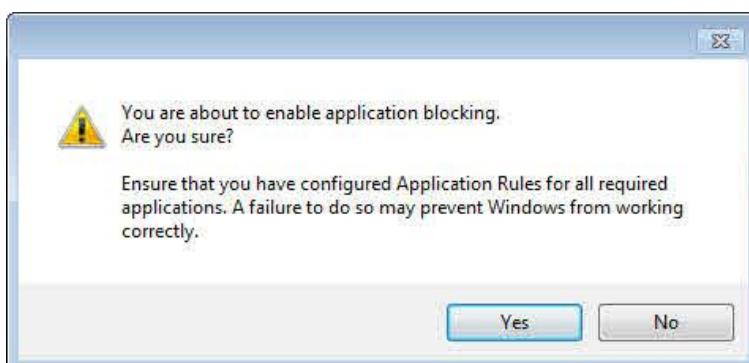 You are about to enable application blocking.
Are you sure?
Ensure that you have configured Application Rules for all required
applications. A failure to do so may prevent Windows from working
correctly.
Yes
No